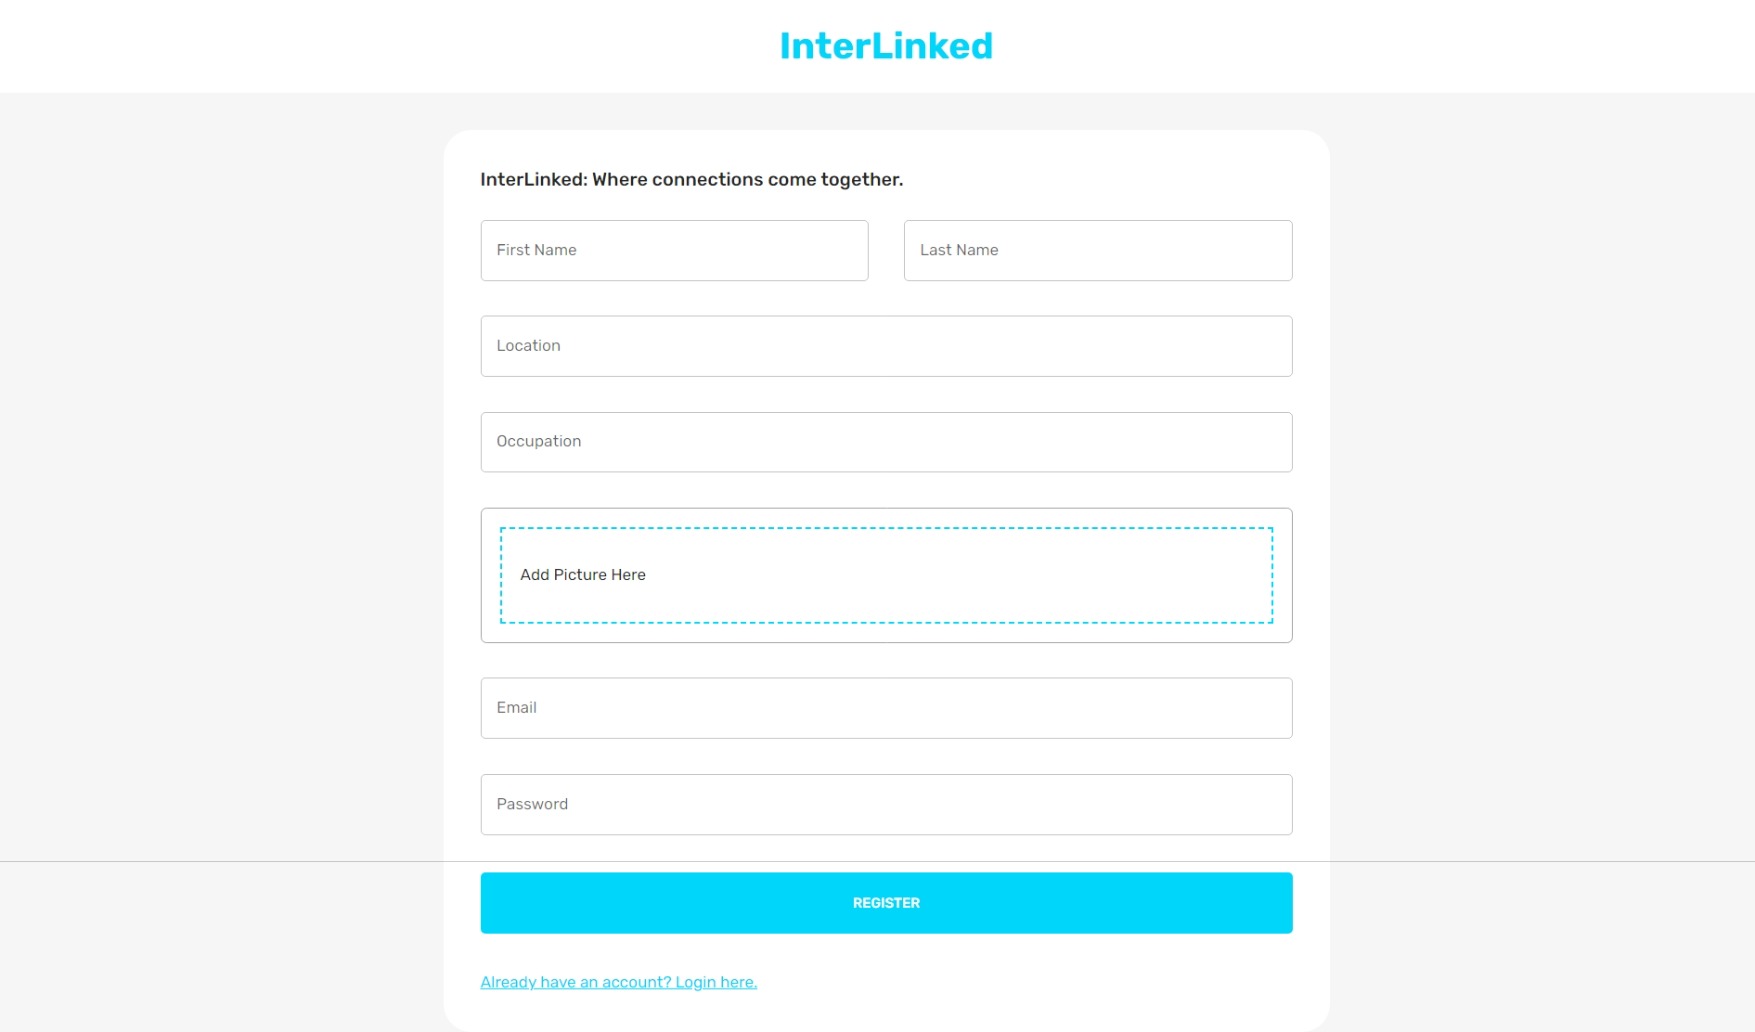 InterLinked
InterLinked: Where connections come together.
First Name
Last Name
Location
Occupation
Add Picture Here
Email
Password
REGISTER
Already have an account? Login here.